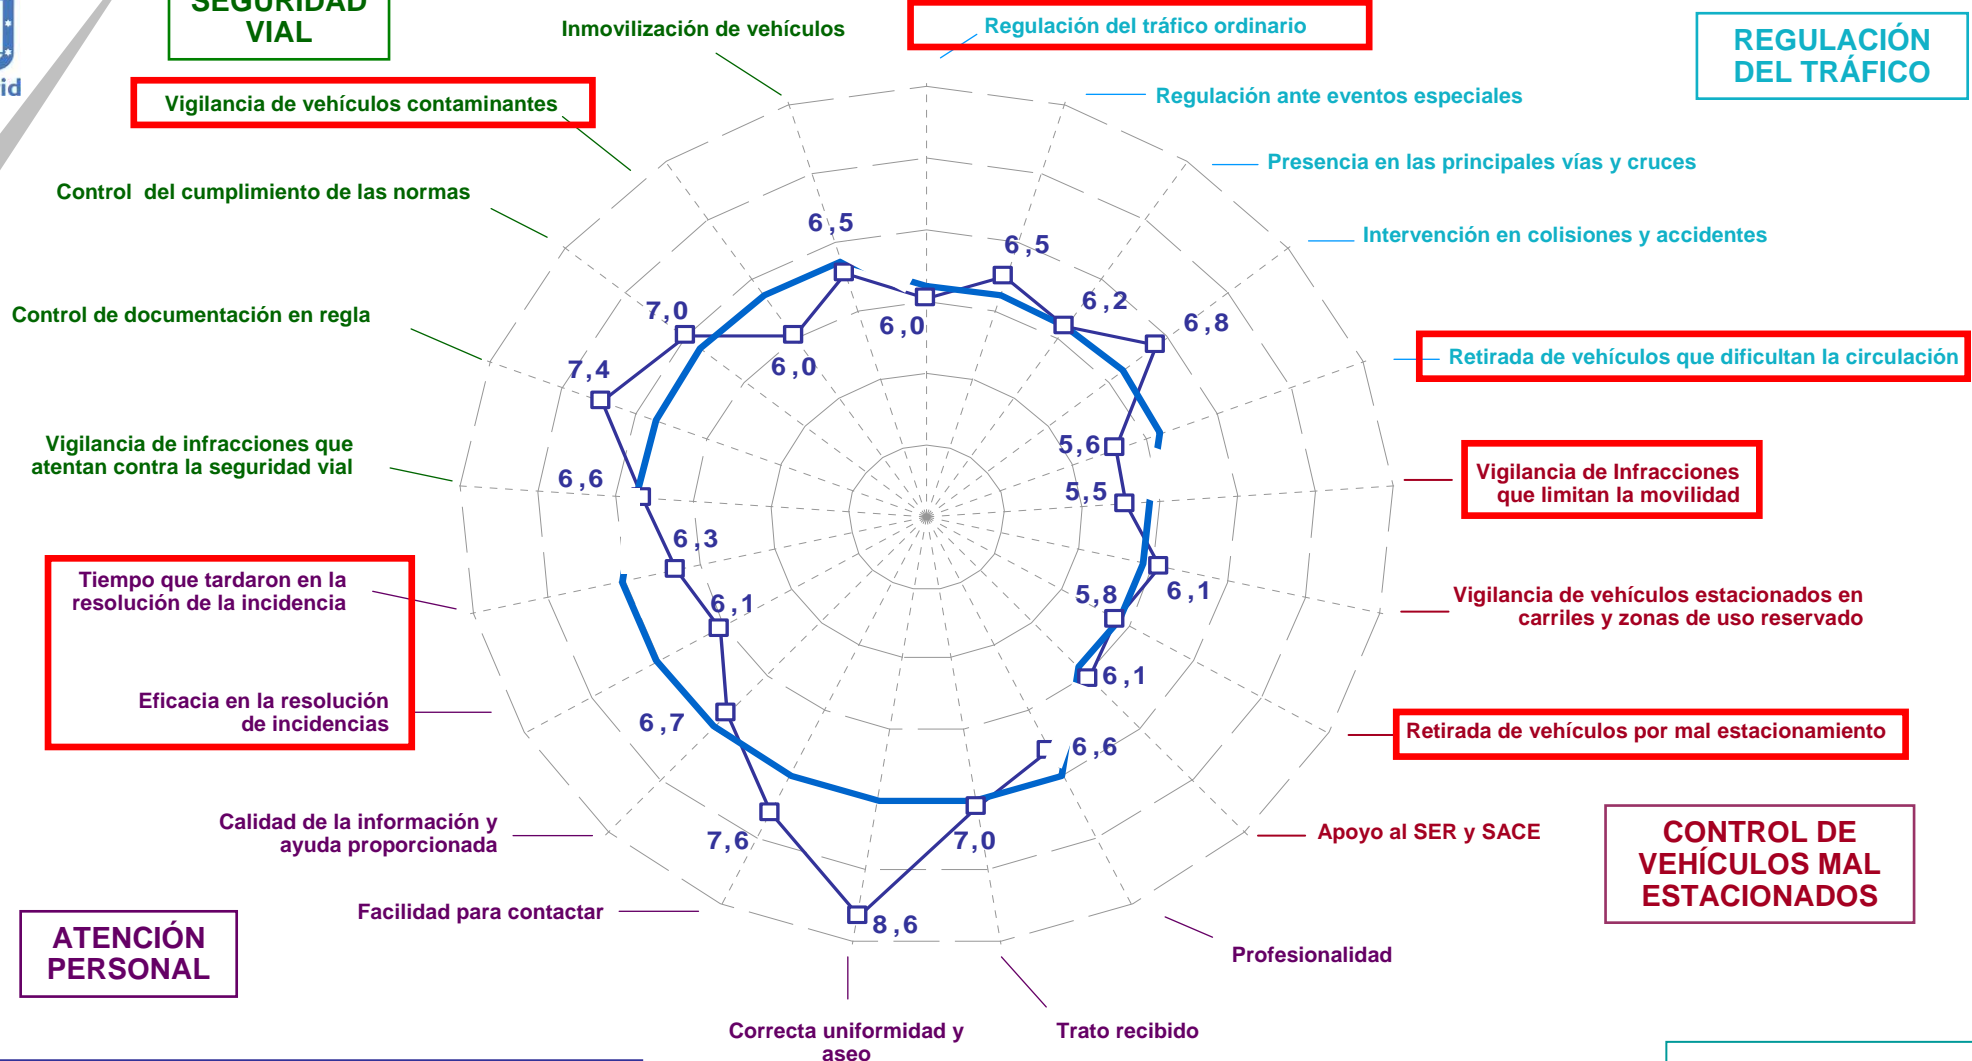 SEGURIDAD
VIAL
rid
Inmovilización de vehículos
Regulación del tráfico ordinario
REGULACIÓN
DEL TRÁFICO
Vigilancia de vehículos contaminantes
Regulación ante eventos especiales
Presencia en las principales vías y cruces
Control del cumplimiento de las normas
Intervención en colisiones y accidentes
Control de documentación en regla
Retirada de vehículos que dificultan la circulación
Vigilancia de infracciones que
atentan contra la seguridad vial
Vigilancia de Infracciones
que limitan la movilidad
Tiempo que tardaron en la
resolución de la incidencia
Vigilancia de vehículos estacionados en
carriles y zonas de uso reservado
Eficacia en la resolución
de incidencias
Retirada de vehículos por mal estacionamiento
Calidad de la información y
ayuda proporcionada
Apoyo al SER y SACE
CONTROL DE
VEHÍCULOS MAL
ESTACIONADOS
Facilidad para contactar
ATENCIÓN
PERSONAL
Profesionalidad
Correcta uniformidad y
aseo
Trato recibido
6,0
6,5
6,2
6,8
5,6
5,5
6,1
5,8
6,1
6,6
7,0
8,6
7,6
6,7
6,1
6,3
6,6
7,4
7,0
6,0
6,5